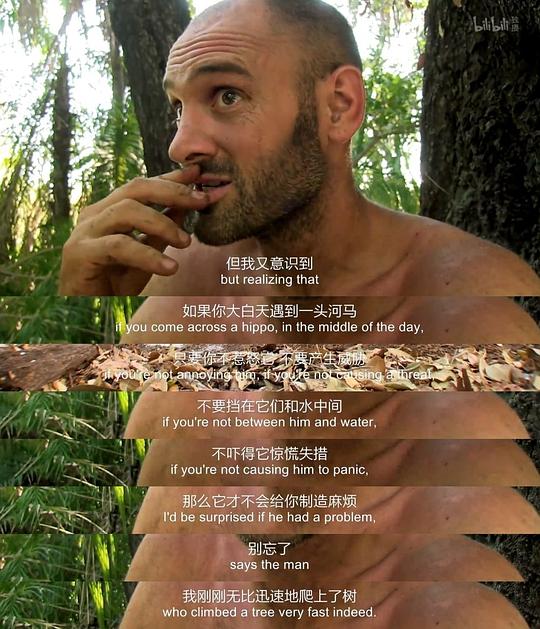 bilibili
但我又意识到
but realizing that
如果你大白天遇到一头河马
if you come across a hippo, in the middle of the day,
只要你不惹怒它 不要产生威胁
if you're not annoying him, if you're not causing a threat,
不要挡在它们和水中间
if you're not between him and water,
不吓得它惊慌失措
if you're not causing him to panic,
那么它才不会给你制造麻烦
I'd be surprised if he had a problem,
别忘了
says the man
我刚刚无比迅速地爬上了树
who climbed a tree very fast indeed.